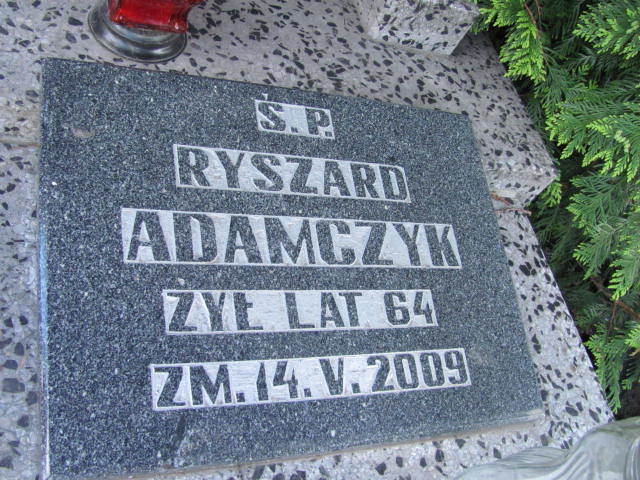 Ś.P.
RYSZARD
ADAMCZYK
ŻYŁ LAT 64
ZM. 14. V. 2009